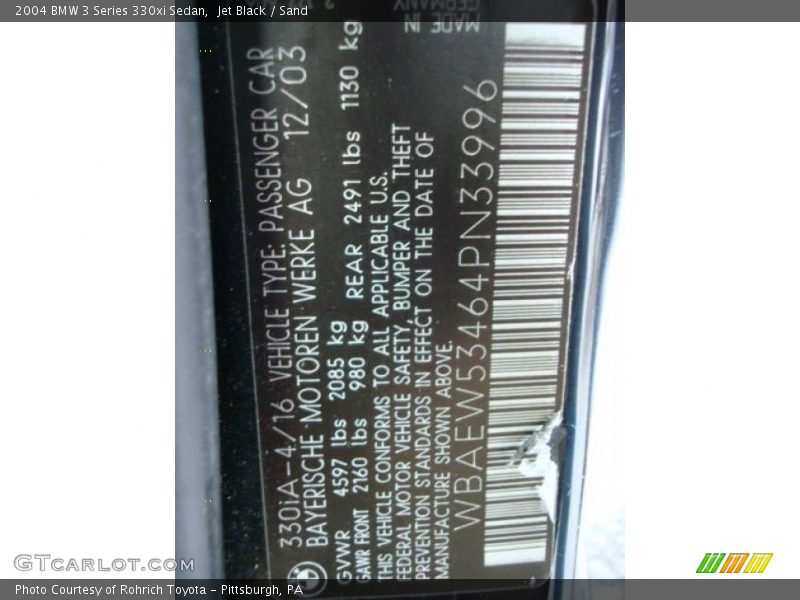 2004 BMW 3 Series 330xi Sedan,  Jet Black / Sand
MADE IN
GERMANY
330iA-4/16 VEHICLE TYPE: PASSENGER CAR
BAYERISCHE MOTOREN WERKE AG 12/03
GVWR 4597 lbs 2085 kg
GAWR FRONT 2160 lbs 980 kg REAR 2491 lbs 1130 kg
THIS VEHICLE CONFORMS TO ALL APPLICABLE U.S.
FEDERAL MOTOR VEHICLE SAFETY, BUMPER AND THEFT
PREVENTION STANDARDS IN EFFECT ON THE DATE OF
MANUFACTURE SHOWN ABOVE.
WBAEW53464PN33996
GTCarLot.com
Photo Courtesy of Rohrich Toyota - Pittsburgh, PA